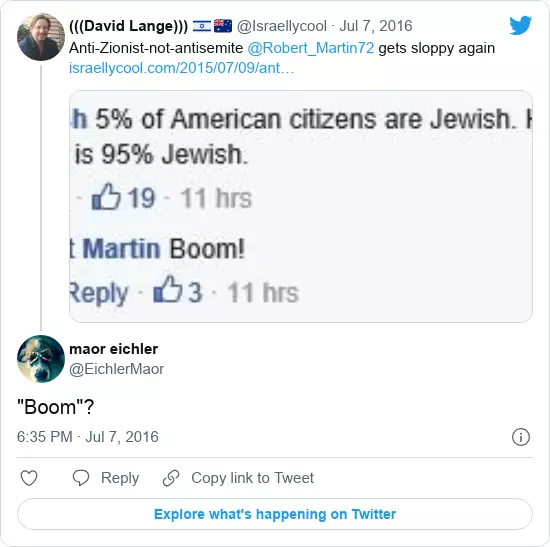 (((David Lange))) 🇮🇱 🇦🇺 @Israellycool · Jul 7, 2016
Anti-Zionist-not-antisemite @Robert_Martin72 gets sloppy again
israellycool.com/2015/07/09/ant…
h 5% of American citizens are Jewish.
is 95% Jewish.
· 19 · 11 hrs
t Martin Boom!
Reply · 3 · 11 hrs
maor eichler
@EichlerMaor
"Boom"?
6:35 PM · Jul 7, 2016
Reply
Copy link to Tweet
Explore what's happening on Twitter